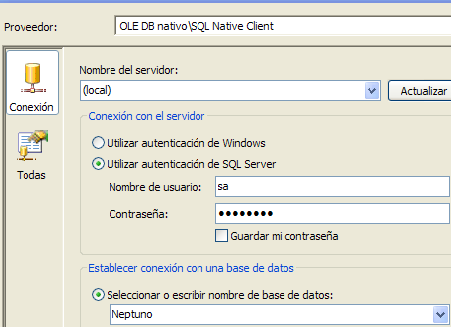 Proveedor:
OLE DB nativo\SQL Native Client
Conexión
Todas
Nombre del servidor:
(local)
Actualizar
Conexión con el servidor
Utilizar autenticación de Windows
Utilizar autenticación de SQL Server
Nombre de usuario:
sa
Contraseña:
••••••••
Guardar mi contraseña
Establecer conexión con una base de datos
Seleccionar o escribir nombre de base de datos:
Neptuno